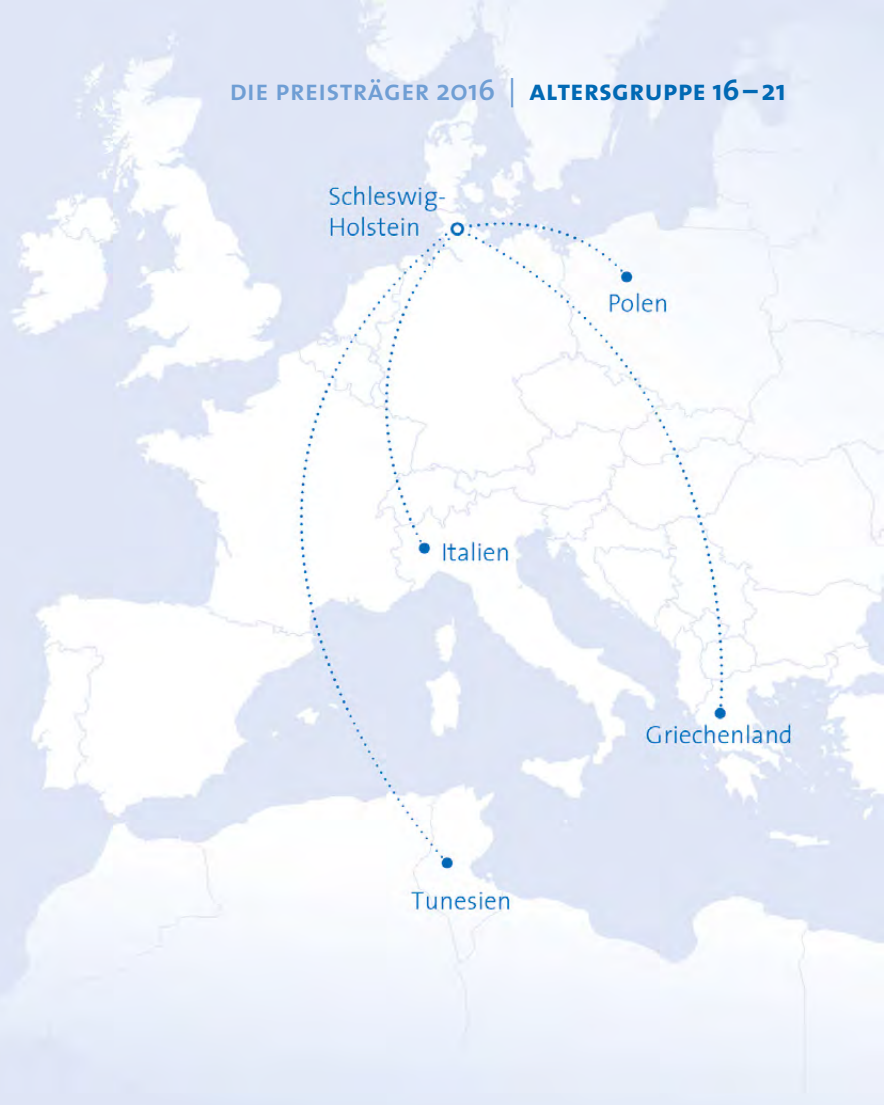 DIE PREISTRÄGER 2016 | ALTERSGRUPPE 16–21
Schleswig-
Holstein
Polen
Italien
Griechenland
Tunesien